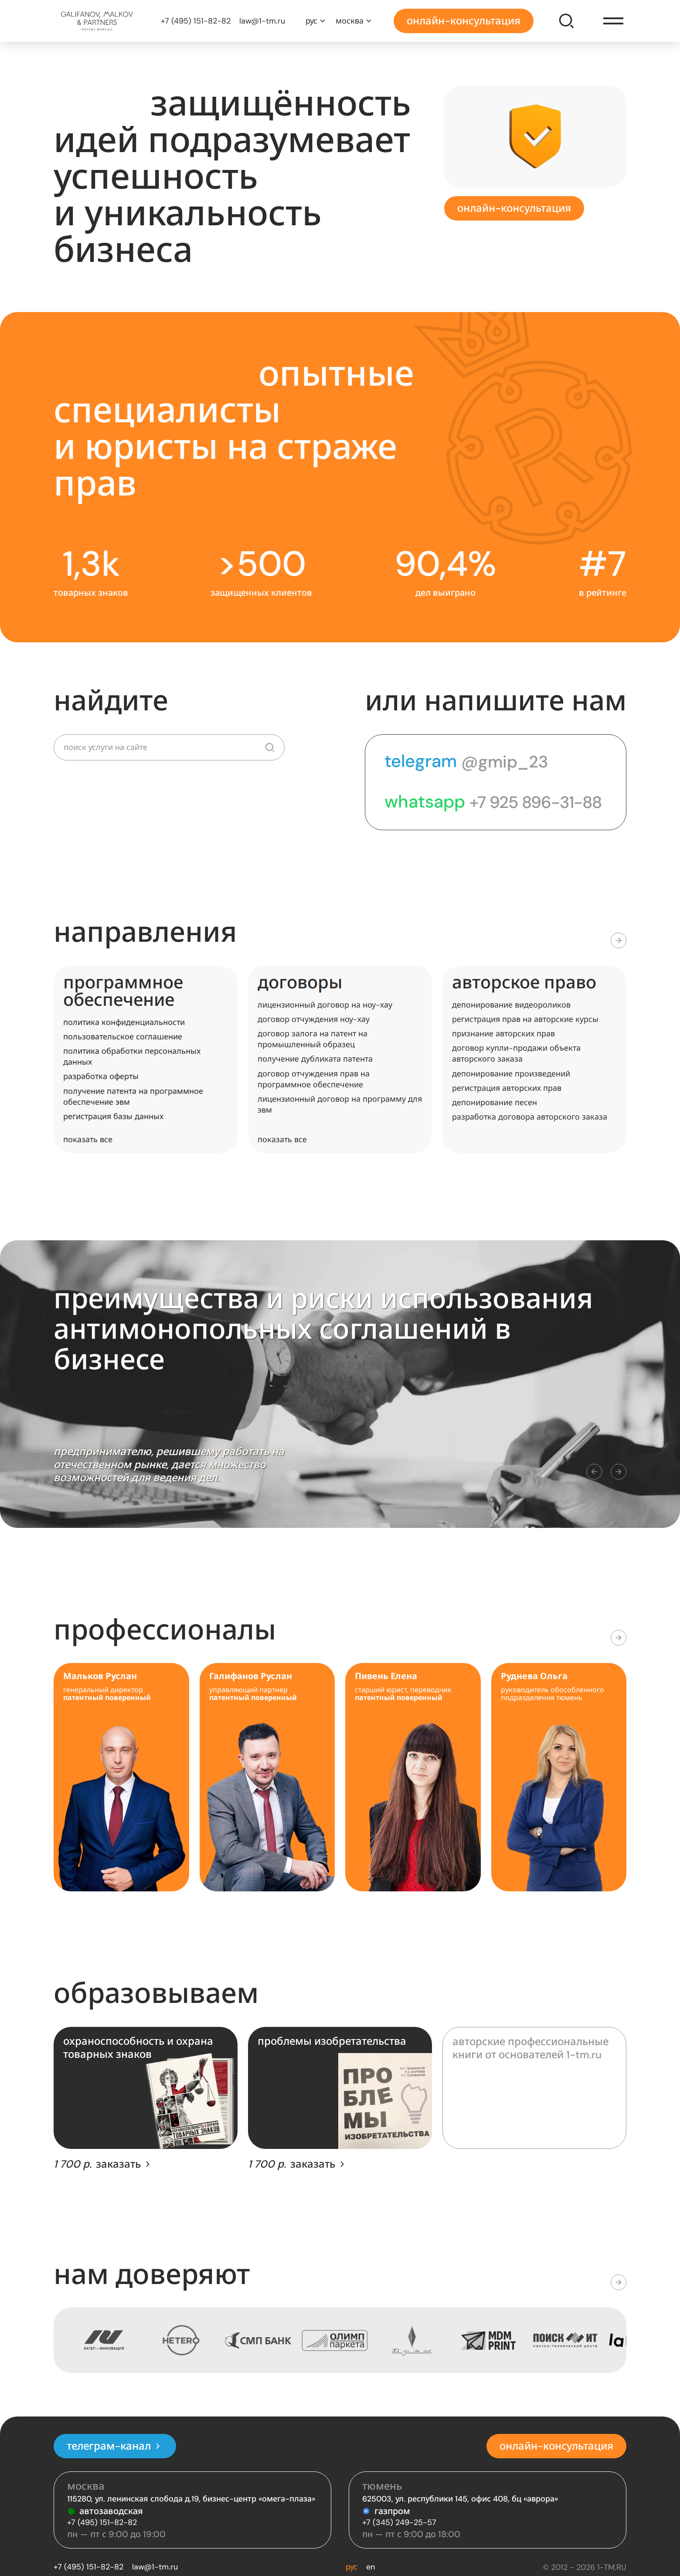 GALIFANOV, MALKOV
& PARTNERS
+7 (495) 151-82-82 law@1-tm.ru рус москва онлайн-консультация
защищённость
идей подразумевает
успешность
и уникальность
бизнеса
онлайн-консультация
опытные
специалисты
и юристы на страже
прав
1,3k
товарных знаков
>500
защищенных клиентов
90,4%
дел выиграно
#7
в рейтинге
найдите
поиск услуги на сайте
или напишите нам
telegram @gmip_23
whatsapp +7 925 896-31-88
направления
программное
обеспечение
политика конфиденциальности
пользовательское соглашение
политика обработки персональных
данных
разработка оферты
получение патента на программное
обеспечение эвм
регистрация базы данных
показать все
договоры
лицензионный договор на ноу-хау
договор отчуждения ноу-хау
договор залога на патент на
промышленный образец
получение дубликата патента
договор отчуждения прав на
программное обеспечение
лицензионный договор на программу для
эвм
показать все
авторское право
депонирование видеороликов
регистрация прав на авторские курсы
признание авторских прав
договор купли-продажи объекта
авторского заказа
депонирование произведений
регистрация авторских прав
депонирование песен
разработка договора авторского заказа
преимущества и риски использования
антимонопольных соглашений в
бизнесе
предпринимателю, решившему работать на
отечественном рынке, дается множество
возможностей для ведения дел.
профессионалы
Мальков Руслан
генеральный директор
патентный поверенный
Галифанов Руслан
управляющий партнер
патентный поверенный
Пивень Елена
старший юрист, переводчик
патентный поверенный
Руднева Ольга
руководитель обособленного
подразделения тюмень
образовываем
охраноспособность и охрана
товарных знаков
ТОВАРНЫХ ЗНАКОВ
1 700 р. заказать
проблемы изобретательства
ПРО
БЛЕ
МЫ
ИЗОБРЕТАТЕЛЬСТВА
1 700 р. заказать
авторские профессиональные
книги от основателей 1-tm.ru
нам доверяют
РАТЕП - ИННОВАЦИЯ
HETERO
СМП БАНК
ОЛИМП
паркета
MDM
PRINT
ПОИСК ИТ
научно-технический центр
la
телеграм-канал
онлайн-консультация
москва
115280, ул. ленинская слобода д.19, бизнес-центр «омега-плаза»
автозаводская
+7 (495) 151-82-82
пн — пт с 9:00 до 19:00
тюмень
625003, ул. республики 145, офис 408, бц «аврора»
газпром
+7 (345) 249-25-57
пн — пт с 9:00 до 18:00
+7 (495) 151-82-82 law@1-tm.ru рус en © 2012 - 2026 1-TM.RU